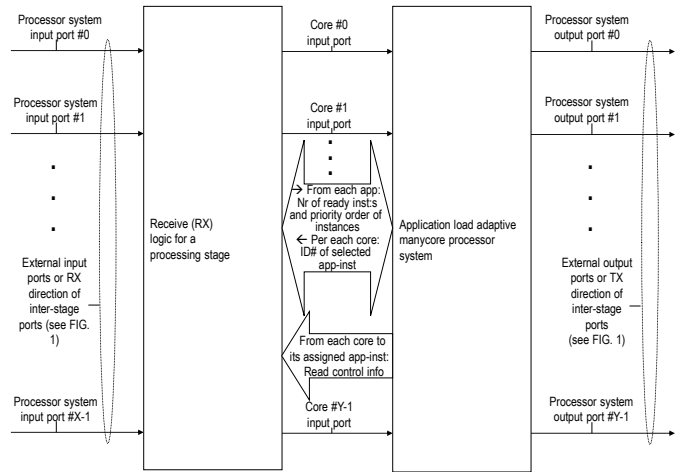 Processor system
input port #0
Core #0
input port
Processor system
output port #0
Processor system
input port #1
Core #1
input port
Processor system
output port #1
Receive (RX)
logic for a
processing stage
→ From each app:
Nr of ready inst:s
and priority order of
instances
← Per each core:
ID# of selected
app-inst
Application load adaptive
manycore processor
system
External input
ports or RX
direction of
inter-stage
ports (see FIG.
1)
External output
ports or TX
direction of
inter-stage
ports
(see FIG. 1)
From each core to
its assigned app-inst:
Read control info
Processor system
input port #X-1
Core #Y-1
input port
Processor system
output port #Y-1